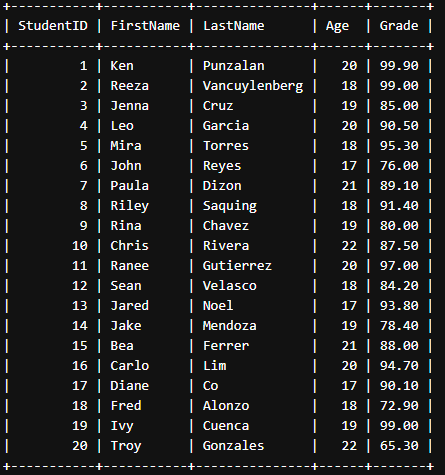 +-----------+-----------+---------------+------+-------+
| StudentID | FirstName | LastName      | Age  | Grade |
+-----------+-----------+---------------+------+-------+
|         1 | Ken       | Punzalan      |   20 | 99.90 |
|         2 | Reeza     | Vancuylenberg |   18 | 99.00 |
|         3 | Jenna     | Cruz          |   19 | 85.00 |
|         4 | Leo       | Garcia        |   20 | 90.50 |
|         5 | Mira      | Torres        |   18 | 95.30 |
|         6 | John      | Reyes         |   17 | 76.00 |
|         7 | Paula     | Dizon         |   21 | 89.10 |
|         8 | Riley     | Saquing       |   18 | 91.40 |
|         9 | Rina      | Chavez        |   19 | 80.00 |
|        10 | Chris     | Rivera        |   22 | 87.50 |
|        11 | Ranee     | Gutierrez     |   20 | 97.00 |
|        12 | Sean      | Velasco       |   18 | 84.20 |
|        13 | Jared     | Noel          |   17 | 93.80 |
|        14 | Jake      | Mendoza       |   19 | 78.40 |
|        15 | Bea       | Ferrer        |   21 | 88.00 |
|        16 | Carlo     | Lim           |   20 | 94.70 |
|        17 | Diane     | Co            |   17 | 90.10 |
|        18 | Fred      | Alonzo        |   18 | 72.90 |
|        19 | Ivy       | Cuenca        |   19 | 99.00 |
|        20 | Troy      | Gonzales      |   22 | 65.30 |
+-----------+-----------+---------------+------+-------+